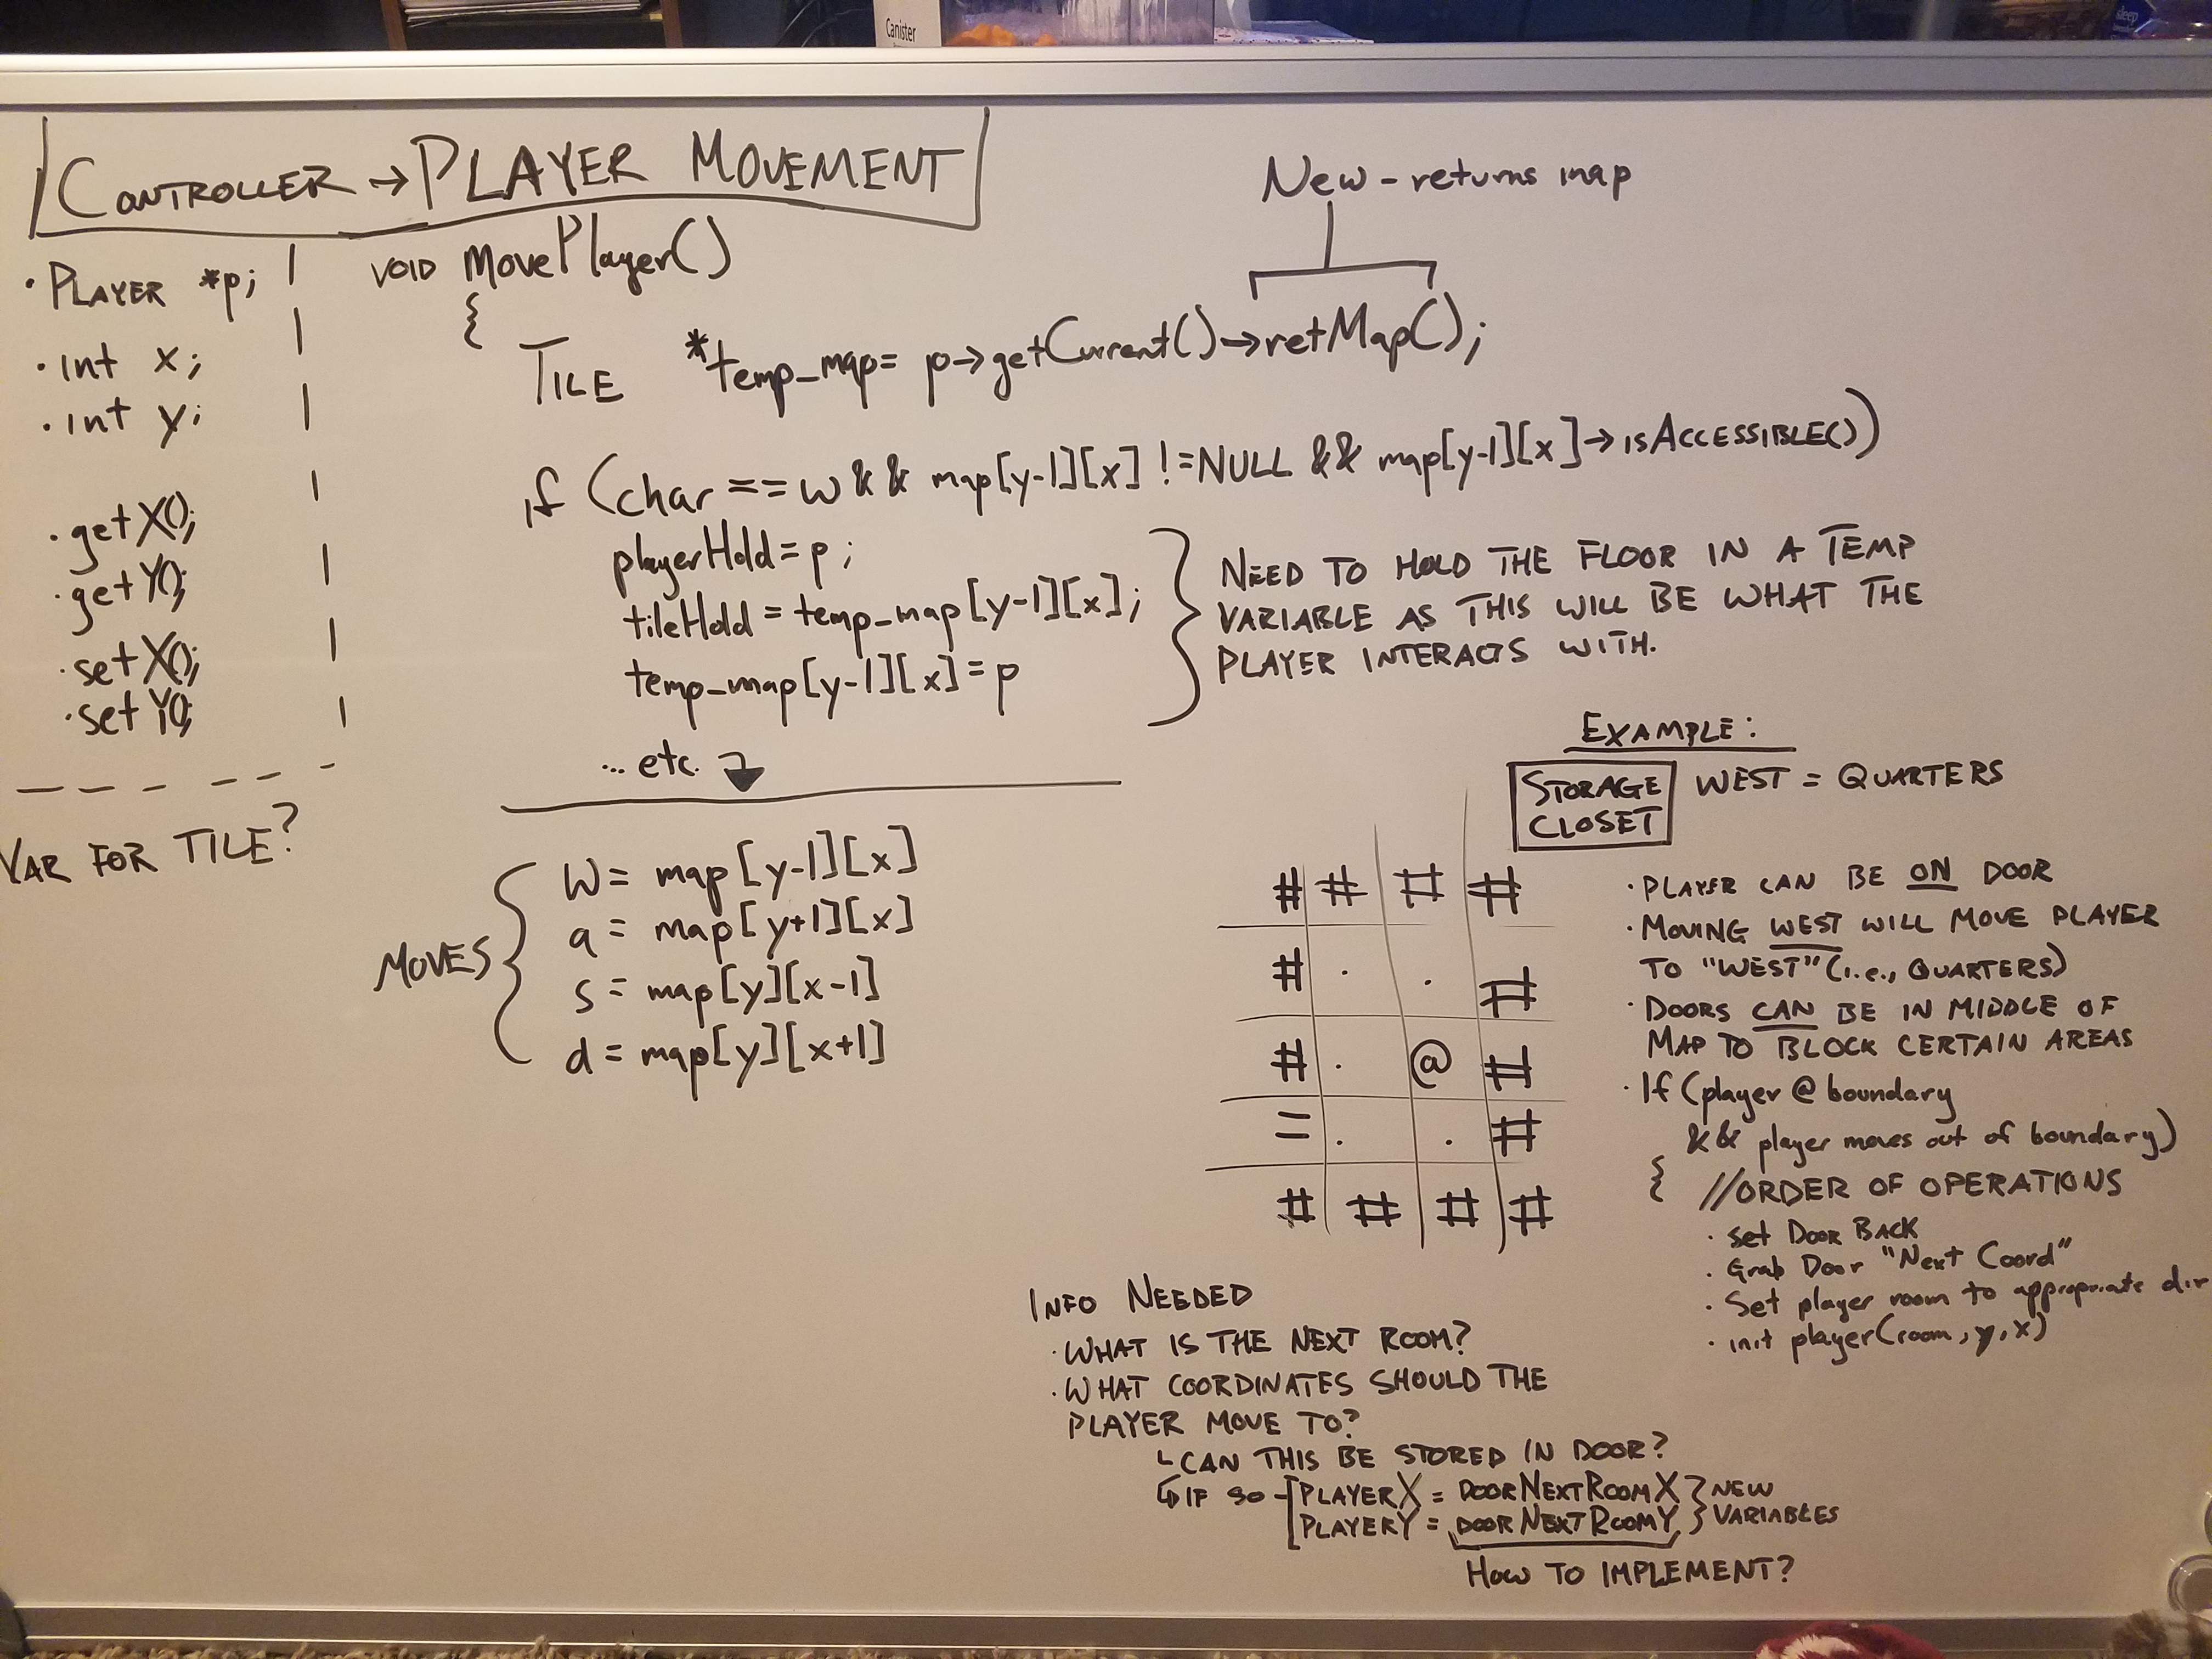 Canister
sleep
CONTROLLER → PLAYER MOVEMENT
· PLAYER *p;
· int x;
· int y;
· getX();
· getY();
· setX();
· setY();
VAR FOR TILE?
VOID MovePlayer()
{
New - returns map
TILE *temp_map= p→getCurrent()→retMap();
if (char == w && map[y-1][x] != NULL && map[y-1][x]→isACCESSIBLE())
playerHold = p;
tileHold = temp_map[y-1][x];
temp_map[y-1][x] = p
NEED TO HOLD THE FLOOR IN A TEMP
VARIABLE AS THIS WILL BE WHAT THE
PLAYER INTERACTS WITH.
... etc.
MOVES
W = map[y-1][x]
a = map[y+1][x]
s = map[y][x-1]
d = map[y][x+1]
EXAMPLE:
STORAGE
CLOSET
WEST = QUARTERS
# # # #
# . . #
# . @ #
= . . #
# # # #
· PLAYER CAN BE ON DOOR
· MOVING WEST WILL MOVE PLAYER
TO "WEST" (i.e., QUARTERS)
· DOORS CAN BE IN MIDDLE OF
MAP TO BLOCK CERTAIN AREAS
· If (player @ boundary
&& player moves out of boundary)
{ //ORDER OF OPERATIONS
· set DOOR BACK
· Grab Door "Next Coord"
· Set player room to appropriate dir
· init player(room, y, x)
INFO NEEDED
· WHAT IS THE NEXT ROOM?
· WHAT COORDINATES SHOULD THE
PLAYER MOVE TO?
CAN THIS BE STORED IN DOOR?
IF SO - PLAYERX = DOORNEXTROOMX
PLAYERY = DOORNEXTROOMY
NEW
VARIABLES
HOW TO IMPLEMENT?